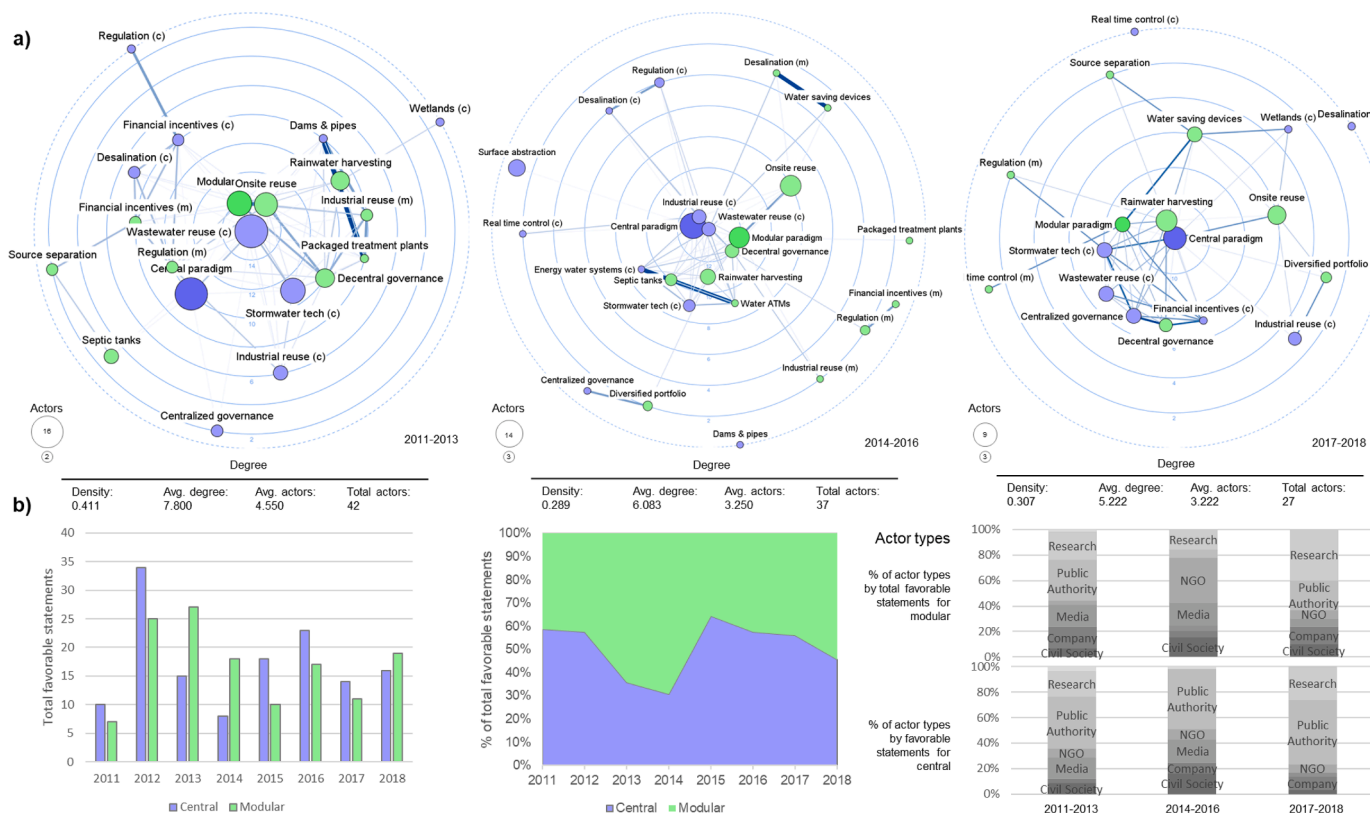 a)
Regulation (c)
Wetlands (c)
Financial incentives (c)
Dams & pipes
Desalination (c)
Rainwater harvesting
Modular
Onsite reuse
Financial incentives (m)
Industrial reuse (m)
Wastewater reuse (c)
Source separation
Regulation (m)
Packaged treatment plants
Central paradigm
Decentral governance
14
12
10
Stormwater tech (c)
Septic tanks
Industrial reuse (c)
6
Centralized governance
2
Actors
16
2
2011-2013
Desalination (m)
Regulation (c)
Water saving devices
Desalination (c)
Surface abstraction
Onsite reuse
Industrial reuse (c)
Wastewater reuse (c)
Real time control (c)
Central paradigm
Modular paradigm
Packaged treatment plants
Decentral governance
Energy water systems (c)
Septic tanks
Rainwater harvesting
Stormwater tech (c)
Water ATMs
Financial incentives (m)
Regulation (m)
8
6
4
Industrial reuse (m)
Centralized governance
Diversified portfolio
2
Dams & pipes
14
3
2014-2016
Real time control (c)
Source separation
Water saving devices
Wetlands (c)
Desalination
Regulation (m)
Rainwater harvesting
Onsite reuse
Modular paradigm
Central paradigm
Stormwater tech (c)
time control (m)
Wastewater reuse (c)
Diversified portfolio
10
Centralized governance
Financial incentives (c)
Industrial reuse (c)
Decentral governance
4
2
Actors
9
3
2017-2018
Degree
Density:
0.411
Avg. degree:
7.800
Avg. actors:
4.550
Total actors:
42
Degree
Density:
0.289
Avg. degree:
6.083
Avg. actors:
3.250
Total actors:
37
Degree
Density:
0.307
Avg. degree:
5.222
Avg. actors:
3.222
Total actors:
27
b)
Total favorable statements
40
35
30
25
20
15
10
5
0
2011 2012 2013 2014 2015 2016 2017 2018
Central Modular
% of total favorable statements
100%
90%
80%
70%
60%
50%
40%
30%
20%
10%
0%
2011 2012 2013 2014 2015 2016 2017 2018
Central Modular
Actor types
% of actor types
by total favorable
statements for
modular
100%
80%
60%
40%
20%
0%
Research
Public
Authority
Media
Company
Civil Society
Research
NGO
Media
Civil Society
Research
Public
Authority
NGO
Company
Civil Society
% of actor types
by favorable
statements for
central
100%
80%
60%
40%
20%
0%
Research
Public
Authority
NGO
Media
Civil Society
Public
Authority
NGO
Media
Company
Civil Society
Research
Public
Authority
NGO
Company
2011-2013
2014-2016
2017-2018